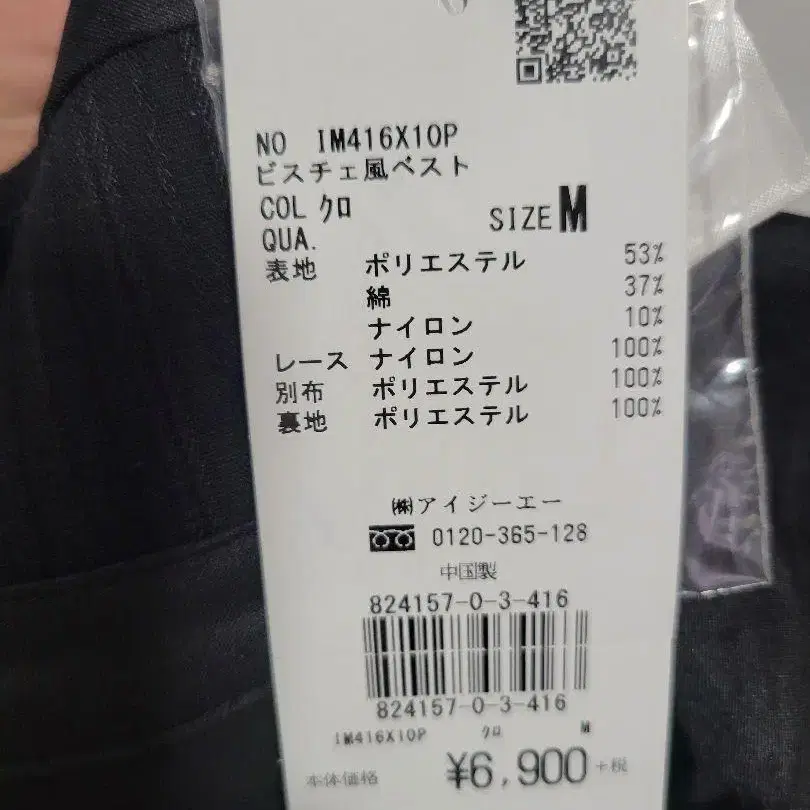 NO IM416X10P
ビスチェ風ベスト
COL クロ SIZE M
QUA.
表地 ポリエステル 53%
綿 37%
ナイロン 10%
レース ナイロン 100%
別布 ポリエステル 100%
裏地 ポリエステル 100%
㈱アイジーエー
0120-365-128
中国製
824157-0-3-416
824157-0-3-416
IM416X10P クロ M
本体価格 ¥6,900+税